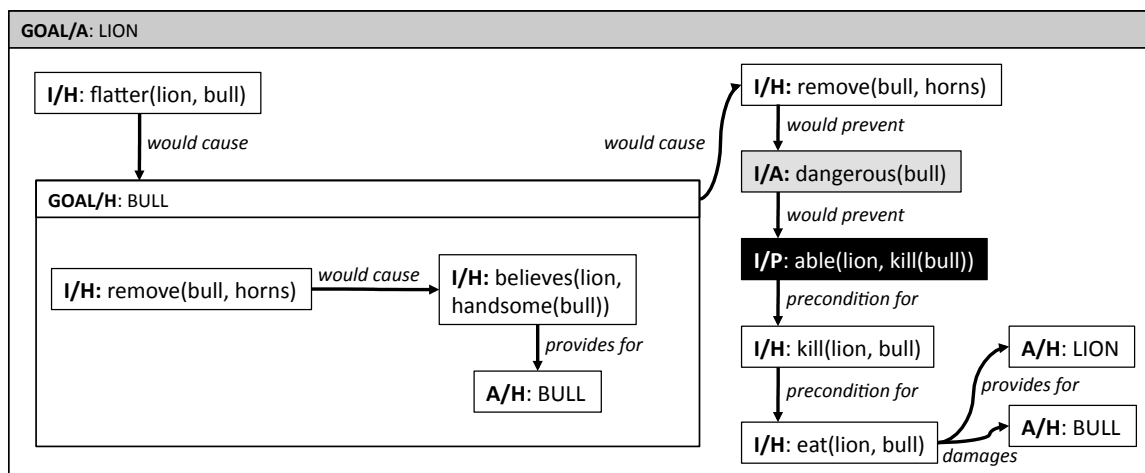 GOAL/A: LION
I/H: flatter(lion, bull)
would cause
GOAL/H: BULL
I/H: remove(bull, horns)
would cause
I/H: believes(lion,
handsome(bull))
provides for
A/H: BULL
would cause
I/H: remove(bull, horns)
would prevent
I/A: dangerous(bull)
would prevent
I/P: able(lion, kill(bull))
precondition for
I/H: kill(lion, bull)
precondition for
I/H: eat(lion, bull)
A/H: LION
provides for
A/H: BULL
damages